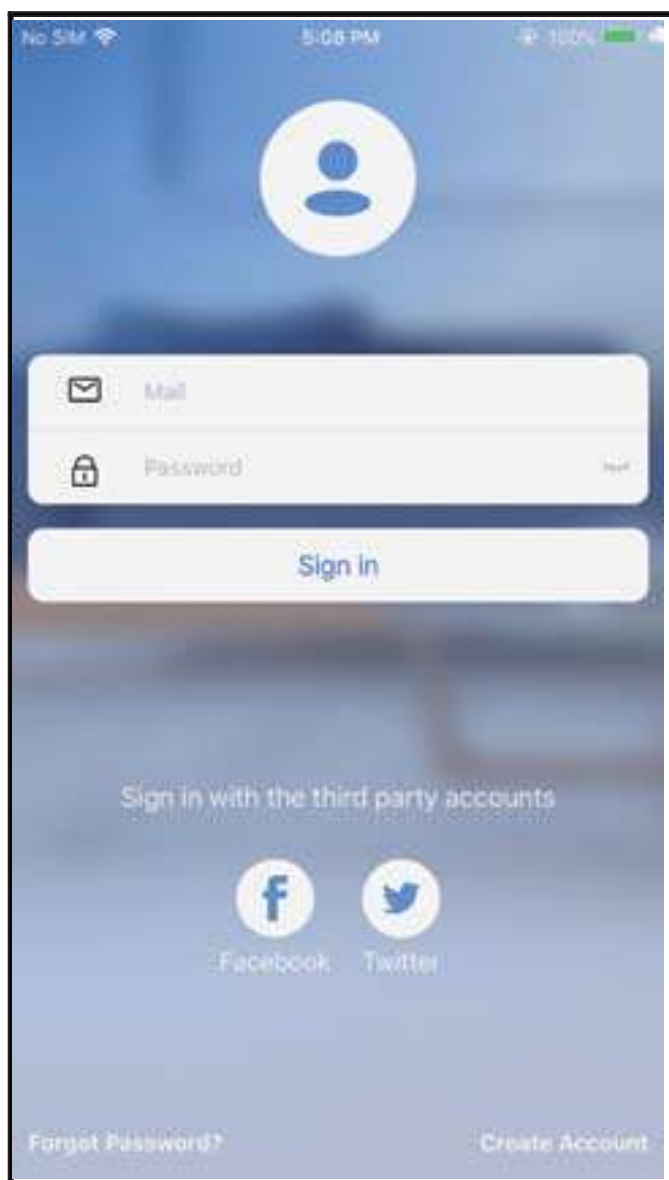 No SIM 5:08 PM 100%
Mail
Password
Sign in
Sign in with the third party accounts
Facebook Twitter
Forgot Password? Create Account